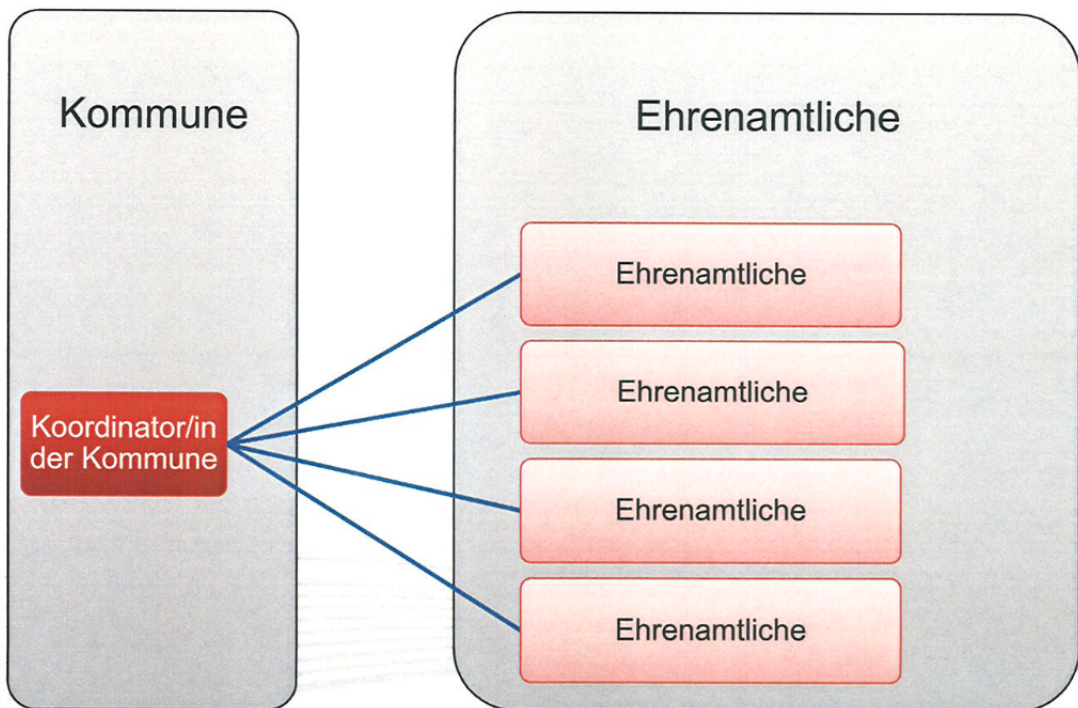 Kommune
Ehrenamtliche
Koordinator/in
der Kommune
Ehrenamtliche
Ehrenamtliche
Ehrenamtliche
Ehrenamtliche